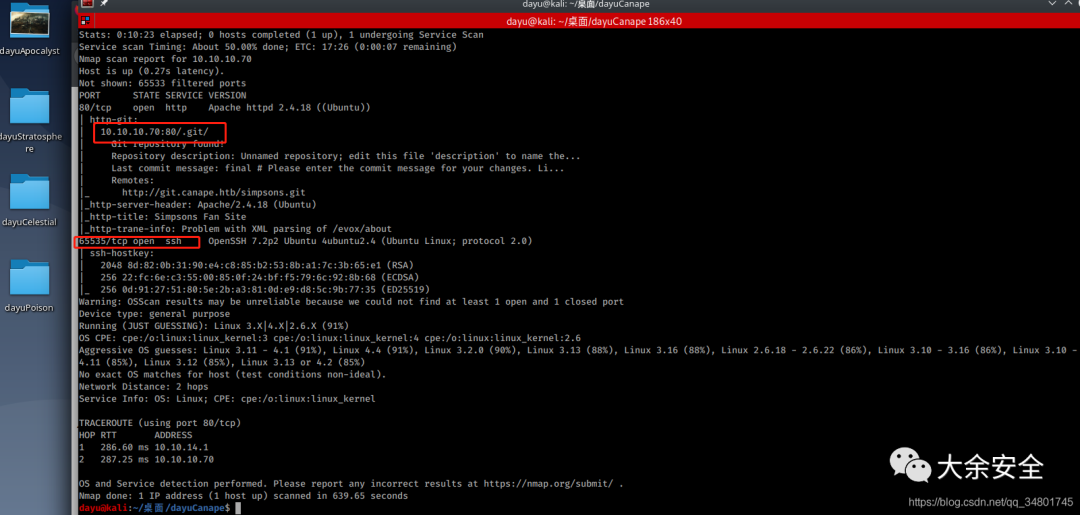 dayu@kali: ~/桌面/dayuCanape
dayu@kali: ~/桌面/dayuCanape 186x40
dayuApocalyst
dayuStratosphe
re
dayuCelestial
dayuPoison
Stats: 0:10:23 elapsed; 0 hosts completed (1 up), 1 undergoing Service Scan
Service scan Timing: About 50.00% done; ETC: 17:26 (0:00:07 remaining)
Nmap scan report for 10.10.10.70
Host is up (0.27s latency).
Not shown: 65533 filtered ports
PORT      STATE SERVICE VERSION
80/tcp    open  http    Apache httpd 2.4.18 ((Ubuntu))
| http-git:
|   10.10.10.70:80/.git/
|     Git repository found!
|     Repository description: Unnamed repository; edit this file 'description' to name the...
|     Last commit message: final # Please enter the commit message for your changes. Li...
|     Remotes:
|_      http://git.canape.htb/simpsons.git
|_http-server-header: Apache/2.4.18 (Ubuntu)
|_http-title: Simpsons Fan Site
|_http-trane-info: Problem with XML parsing of /evox/about
65535/tcp open  ssh     OpenSSH 7.2p2 Ubuntu 4ubuntu2.4 (Ubuntu Linux; protocol 2.0)
| ssh-hostkey:
|   2048 8d:82:0b:31:90:e4:c8:85:b2:53:8b:a1:7c:3b:65:e1 (RSA)
|   256 22:fc:6e:c3:55:00:85:0f:24:bf:f5:79:6c:92:8b:68 (ECDSA)
|_  256 0d:91:27:51:80:5e:2b:a3:81:0d:e9:d8:5c:9b:77:35 (ED25519)
Warning: OSScan results may be unreliable because we could not find at least 1 open and 1 closed port
Device type: general purpose
Running (JUST GUESSING): Linux 3.X|4.X|2.6.X (91%)
OS CPE: cpe:/o:linux:linux_kernel:3 cpe:/o:linux:linux_kernel:4 cpe:/o:linux:linux_kernel:2.6
Aggressive OS guesses: Linux 3.11 - 4.1 (91%), Linux 4.4 (91%), Linux 3.2.0 (90%), Linux 3.13 (88%), Linux 3.16 (88%), Linux 2.6.18 - 2.6.22 (86%), Linux 3.10 - 3.16 (86%), Linux 3.10 -
4.11 (85%), Linux 3.12 (85%), Linux 3.13 or 4.2 (85%)
No exact OS matches for host (test conditions non-ideal).
Network Distance: 2 hops
Service Info: OS: Linux; CPE: cpe:/o:linux:linux_kernel
TRACEROUTE (using port 80/tcp)
HOP RTT       ADDRESS
1   286.60 ms 10.10.14.1
2   287.25 ms 10.10.10.70
OS and Service detection performed. Please report any incorrect results at https://nmap.org/submit/ .
Nmap done: 1 IP address (1 host up) scanned in 639.65 seconds
dayu@kali:~/桌面/dayuCanape$
大余安全
https://blog.csdn.net/qq_34801745